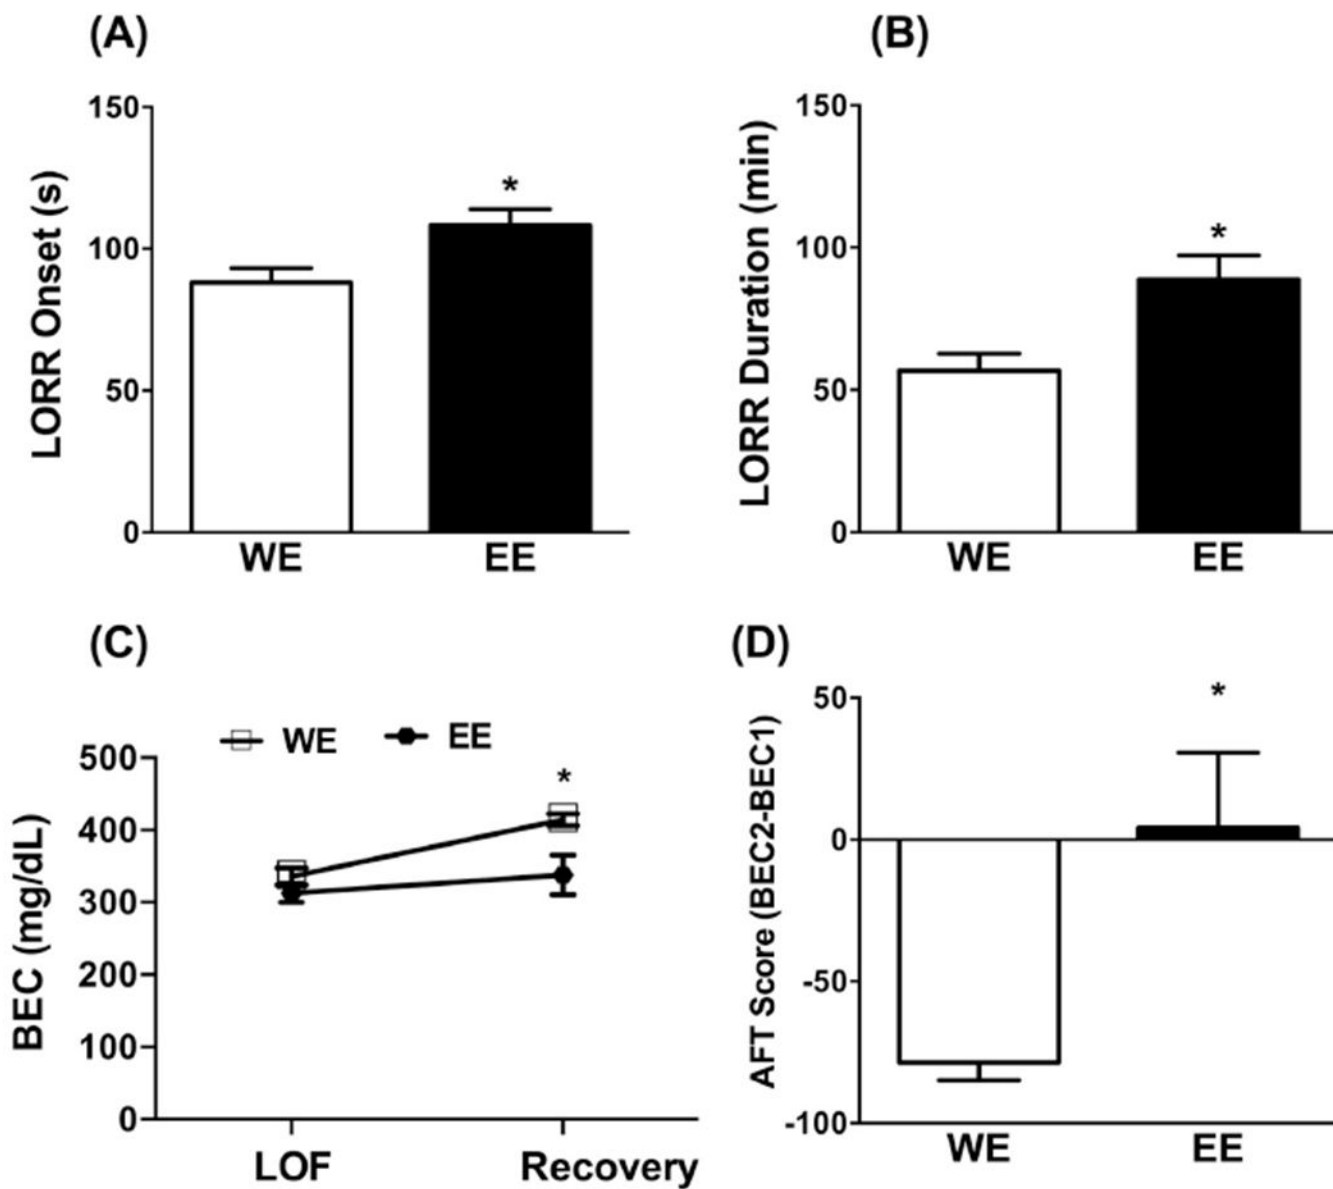 (A)
LORR Onset (s)
150
100
50
0
*
WE
EE
(B)
LORR Duration (min)
150
100
50
0
*
WE
EE
(C)
WE
EE
BEC (mg/dL)
500
400
300
200
100
0
*
LOF
Recovery
(D)
AFT Score (BEC2-BEC1)
50
0
-50
-100
*
WE
EE